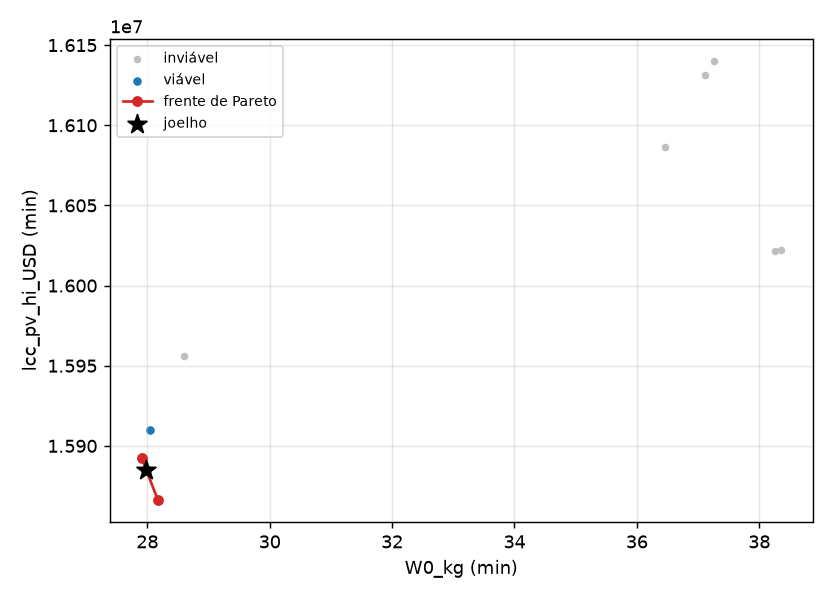 1e7
1.615
1.610
1.605
1.600
1.595
1.590
lcc_pv_hi_USD (min)
inviável
viável
frente de Pareto
joelho
28
30
32
34
36
38
W0_kg (min)